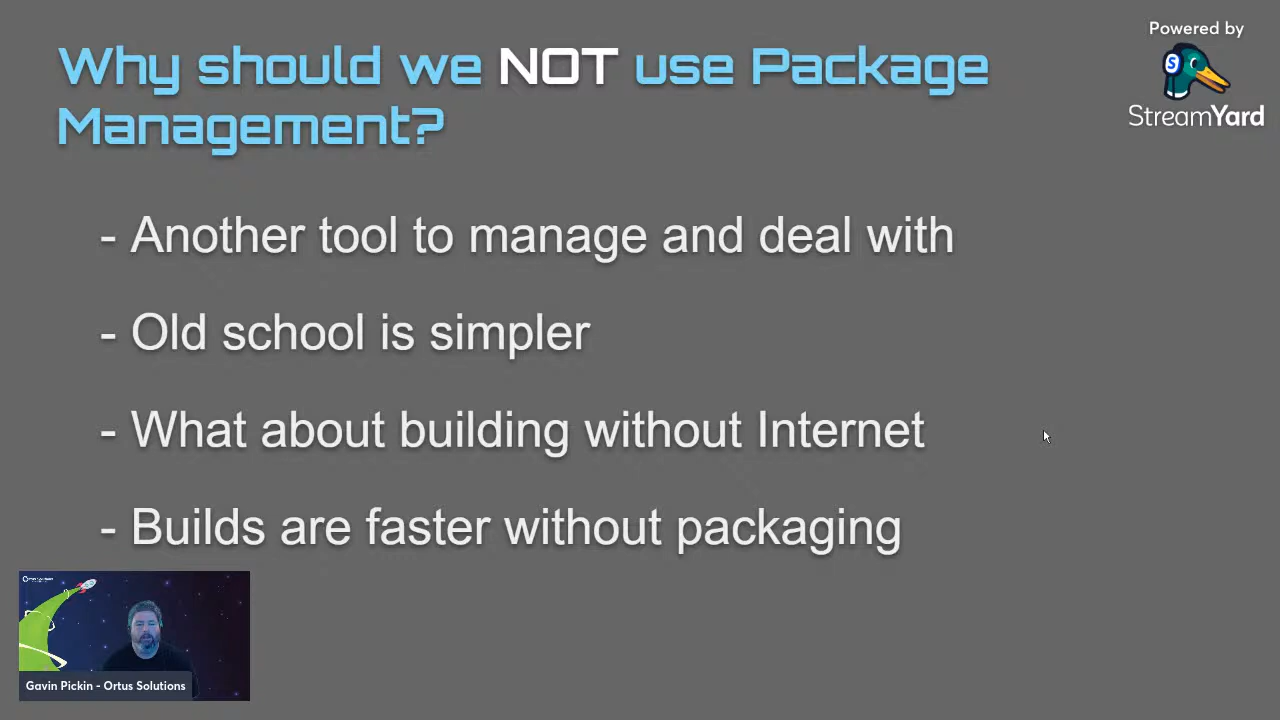 Why should we NOT use Package
Management?
Powered by
S
StreamYard
- Another tool to manage and deal with
- Old school is simpler
- What about building without Internet
- Builds are faster without packaging
Gavin Pickin - Ortus Solutions